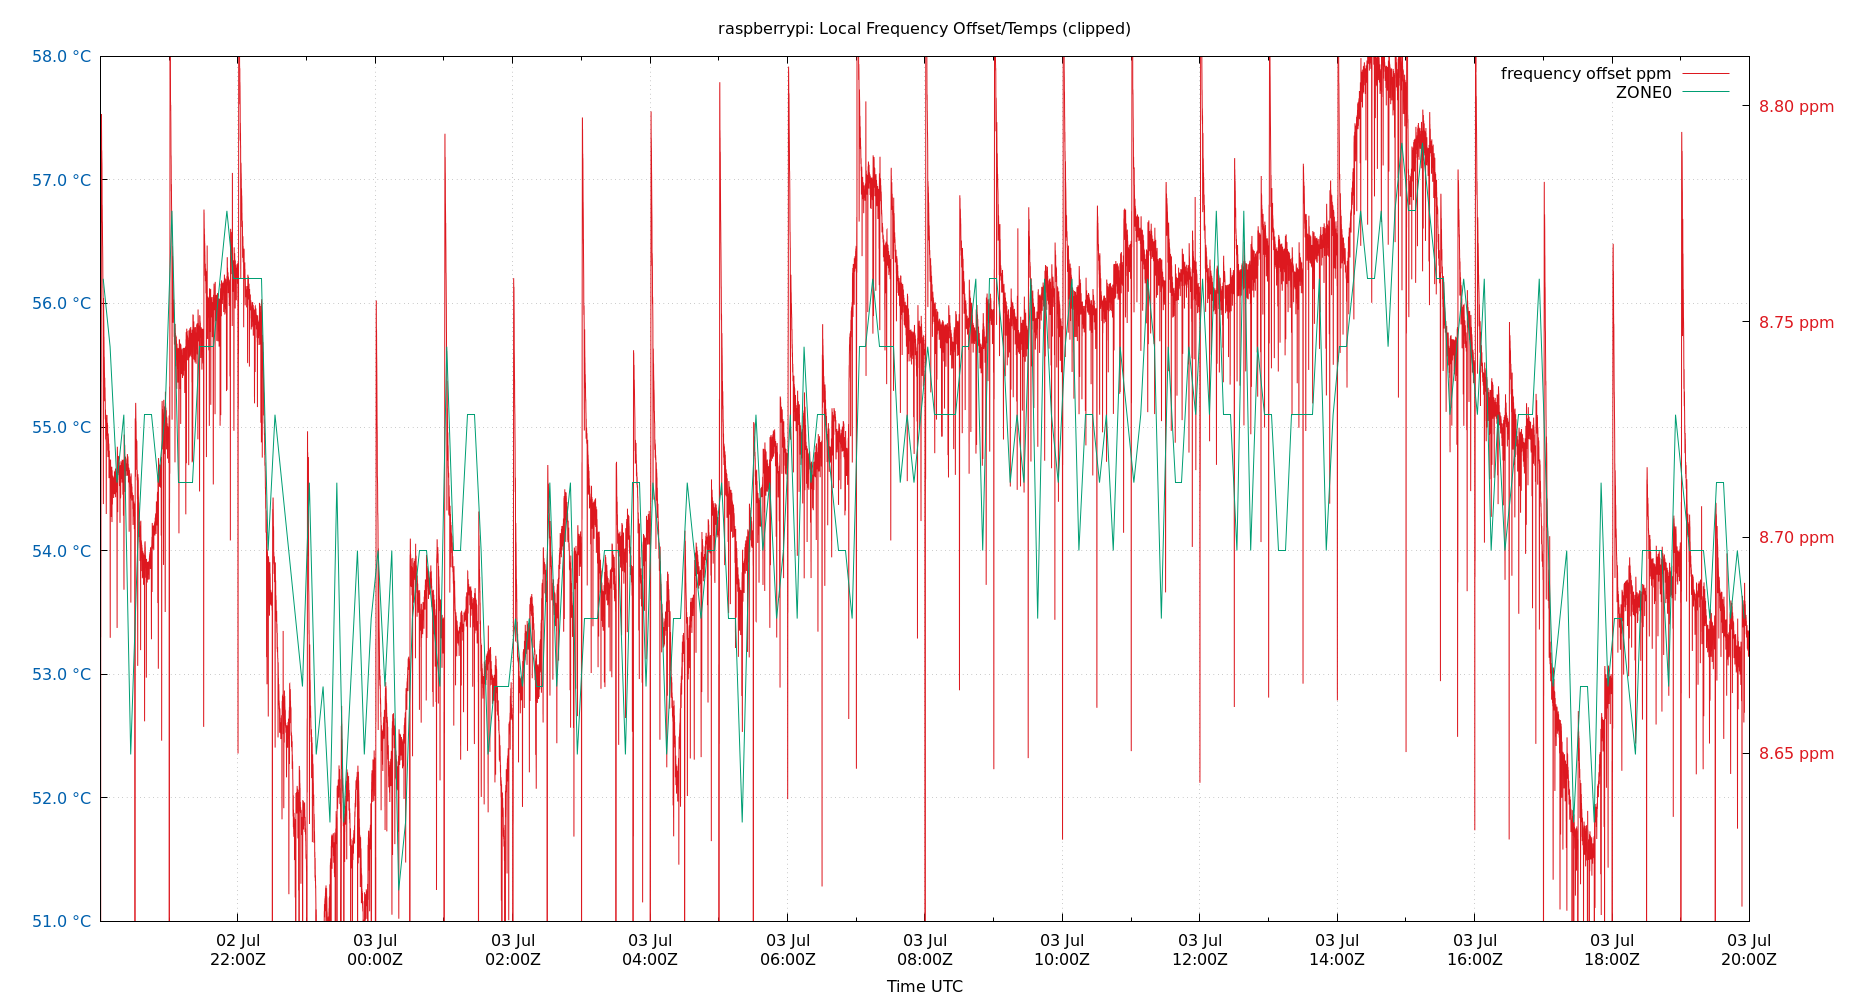 raspberrypi: Local Frequency Offset/Temps (clipped)
58.0 °C
57.0 °C
56.0 °C
55.0 °C
54.0 °C
53.0 °C
52.0 °C
51.0 °C
frequency offset ppm
ZONE0
8.80 ppm
8.75 ppm
8.70 ppm
8.65 ppm
02 Jul
22:00Z
03 Jul
00:00Z
03 Jul
02:00Z
03 Jul
04:00Z
03 Jul
06:00Z
03 Jul
08:00Z
03 Jul
10:00Z
03 Jul
12:00Z
03 Jul
14:00Z
03 Jul
16:00Z
03 Jul
18:00Z
03 Jul
20:00Z
Time UTC